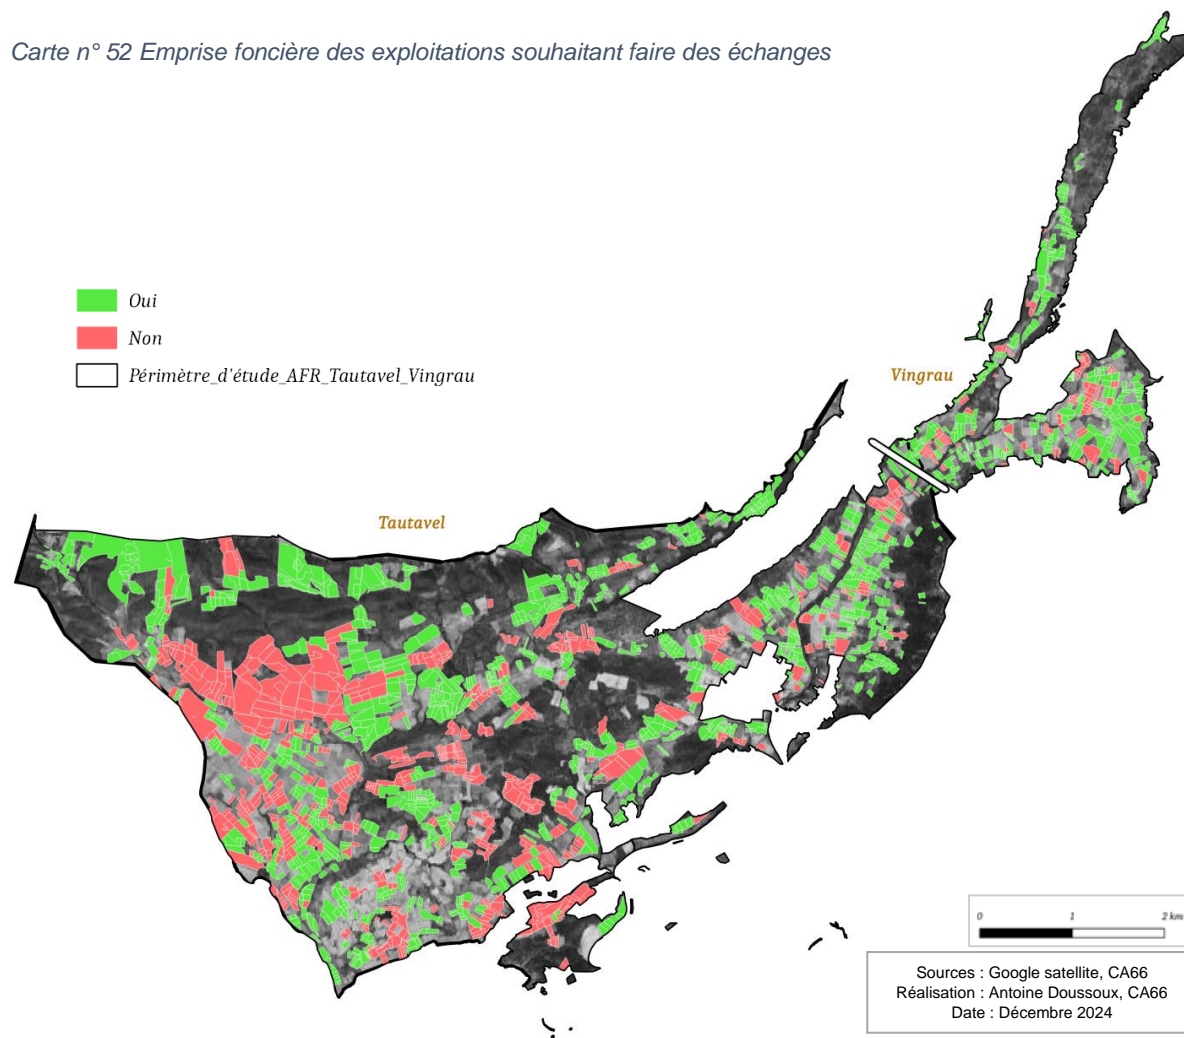 Carte n° 52 Emprise foncière des exploitations souhaitant faire des échanges
Oui
Non
Périmètre_d'étude_AFR_Tautavel_Vingrau
Vingrau
Tautavel
0 1 2 km
Sources : Google satellite, CA66
Réalisation : Antoine Doussoux, CA66
Date : Décembre 2024